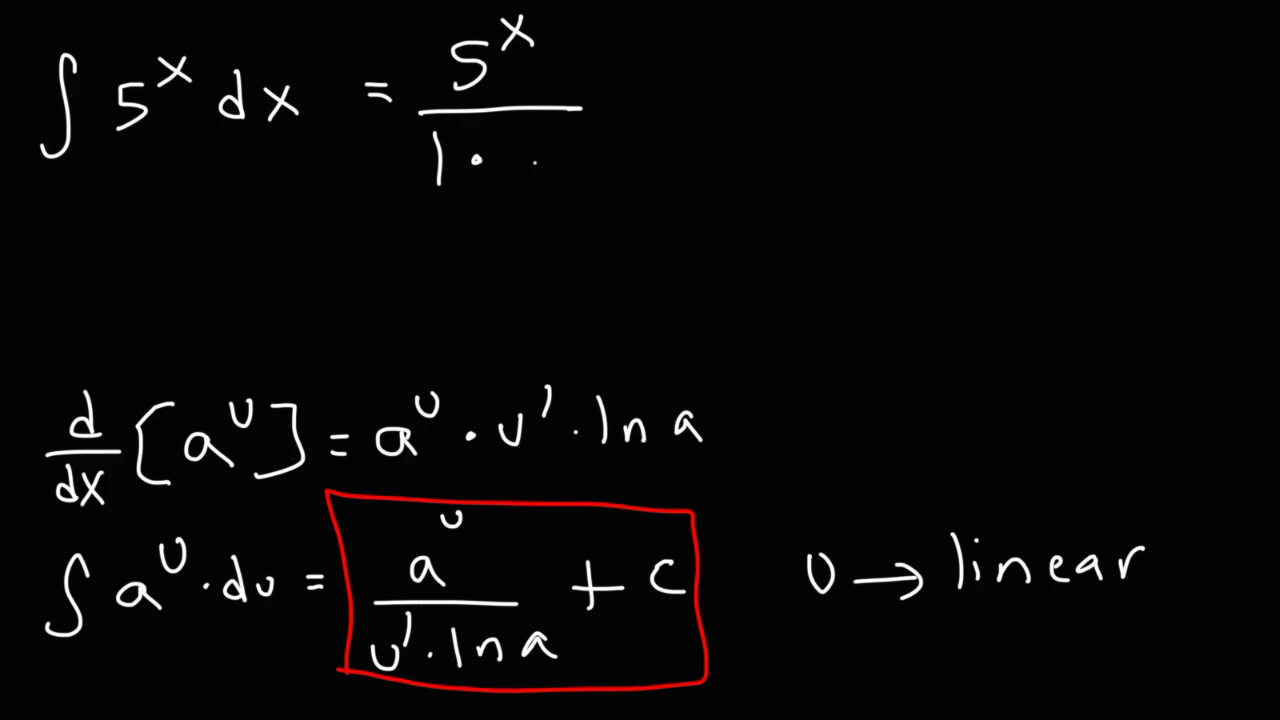 ∫ 5^x dx = 5^x / 1 ·
d/dx [a^u] = a^u · u' · ln a
∫ a^u · du = a^u / u' · ln a + C u → linear